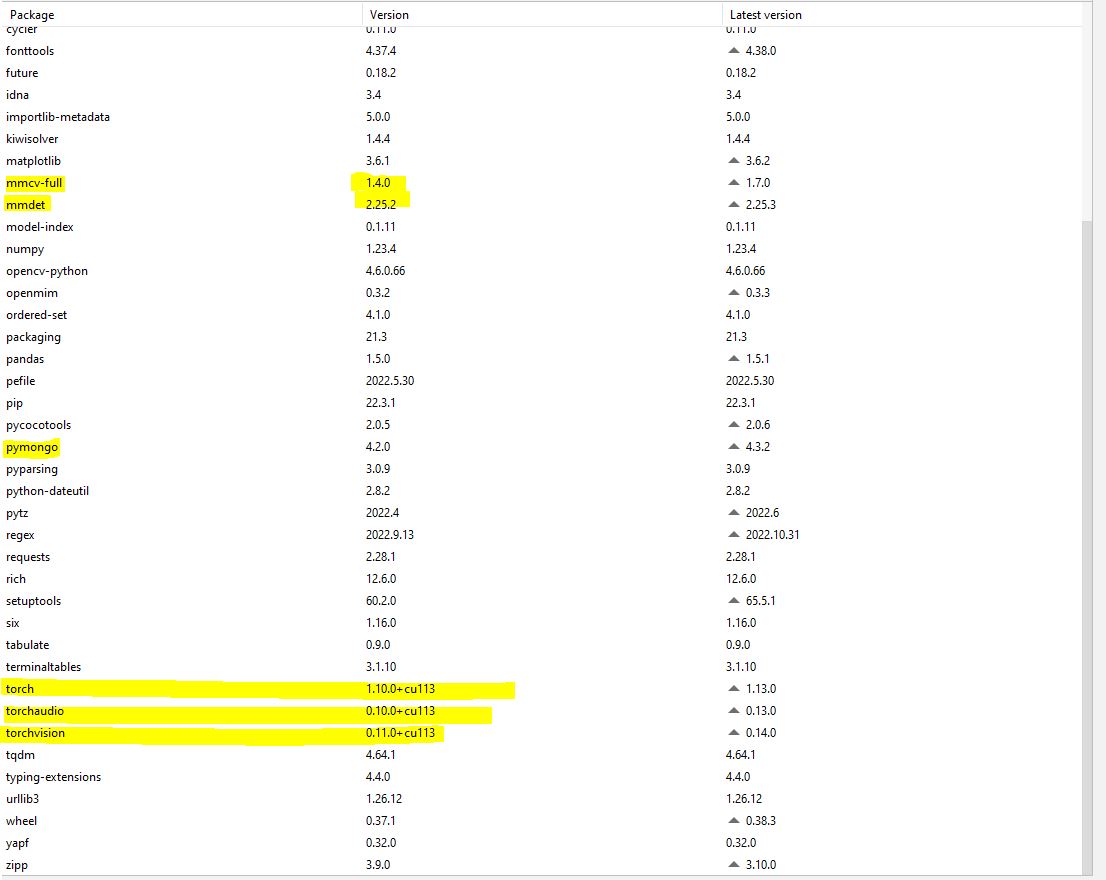 Package Version Latest version
cycler 0.11.0 0.11.0
fonttools 4.37.4 4.38.0
future 0.18.2 0.18.2
idna 3.4 3.4
importlib-metadata 5.0.0 5.0.0
kiwisolver 1.4.4 1.4.4
matplotlib 3.6.1 3.6.2
mmcv-full 1.4.0 1.7.0
mmdet 2.25.2 2.25.3
model-index 0.1.11 0.1.11
numpy 1.23.4 1.23.4
opencv-python 4.6.0.66 4.6.0.66
openmim 0.3.2 0.3.3
ordered-set 4.1.0 4.1.0
packaging 21.3 21.3
pandas 1.5.0 1.5.1
pefile 2022.5.30 2022.5.30
pip 22.3.1 22.3.1
pycocotools 2.0.5 2.0.6
pymongo 4.2.0 4.3.2
pyparsing 3.0.9 3.0.9
python-dateutil 2.8.2 2.8.2
pytz 2022.4 2022.6
regex 2022.9.13 2022.10.31
requests 2.28.1 2.28.1
rich 12.6.0 12.6.0
setuptools 60.2.0 65.5.1
six 1.16.0 1.16.0
tabulate 0.9.0 0.9.0
terminaltables 3.1.10 3.1.10
torch 1.10.0+cu113 1.13.0
torchaudio 0.10.0+cu113 0.13.0
torchvision 0.11.0+cu113 0.14.0
tqdm 4.64.1 4.64.1
typing-extensions 4.4.0 4.4.0
urllib3 1.26.12 1.26.12
wheel 0.37.1 0.38.3
yapf 0.32.0 0.32.0
zipp 3.9.0 3.10.0